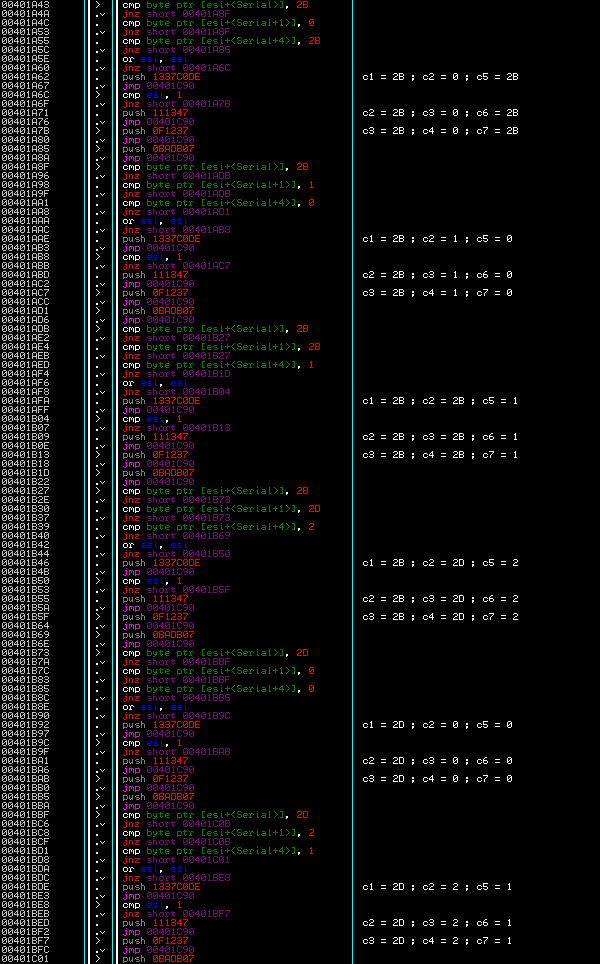 00401A43 > cmp byte ptr [esi+<Serial>], 2B
00401A4A .v jnz short 00401A8F
00401A4C . cmp byte ptr [esi+<Serial+1>], 0
00401A53 .v jnz short 00401A8F
00401A55 . cmp byte ptr [esi+<Serial+4>], 2B
00401A5C .v jnz short 00401A85
00401A5E . or esi, esi
00401A60 .v jnz short 00401A6C
00401A62 . push 1337C0DE c1 = 2B ; c2 = 0 ; c5 = 2B
00401A67 .v jmp 00401C90
00401A6C > cmp esi, 1
00401A6F .v jnz short 00401A7B
00401A71 . push 111347 c2 = 2B ; c3 = 0 ; c6 = 2B
00401A76 .v jmp 00401C90
00401A7B > push 0F1237 c3 = 2B ; c4 = 0 ; c7 = 2B
00401A80 .v jmp 00401C90
00401A85 > push 0BADB07
00401A8A .v jmp 00401C90
00401A8F > cmp byte ptr [esi+<Serial>], 2B
00401A96 .v jnz short 00401ADB
00401A98 . cmp byte ptr [esi+<Serial+1>], 1
00401A9F .v jnz short 00401ADB
00401AA1 . cmp byte ptr [esi+<Serial+4>], 0
00401AA8 .v jnz short 00401AD1
00401AAA . or esi, esi
00401AAC .v jnz short 00401AB8
00401AAE . push 1337C0DE c1 = 2B ; c2 = 1 ; c5 = 0
00401AB3 .v jmp 00401C90
00401AB8 > cmp esi, 1
00401ABB .v jnz short 00401AC7
00401ABD . push 111347 c2 = 2B ; c3 = 1 ; c6 = 0
00401AC2 .v jmp 00401C90
00401AC7 > push 0F1237 c3 = 2B ; c4 = 1 ; c7 = 0
00401ACC .v jmp 00401C90
00401AD1 > push 0BADB07
00401AD6 .v jmp 00401C90
00401ADB > cmp byte ptr [esi+<Serial>], 2B
00401AE2 .v jnz short 00401B27
00401AE4 . cmp byte ptr [esi+<Serial+1>], 2B
00401AEB .v jnz short 00401B27
00401AED . cmp byte ptr [esi+<Serial+4>], 1
00401AF4 .v jnz short 00401B1D
00401AF6 . or esi, esi
00401AF8 .v jnz short 00401B04
00401AFA . push 1337C0DE c1 = 2B ; c2 = 2B ; c5 = 1
00401AFF .v jmp 00401C90
00401B04 > cmp esi, 1
00401B07 .v jnz short 00401B13
00401B09 . push 111347 c2 = 2B ; c3 = 2B ; c6 = 1
00401B0E .v jmp 00401C90
00401B13 > push 0F1237 c3 = 2B ; c4 = 2B ; c7 = 1
00401B18 .v jmp 00401C90
00401B1D > push 0BADB07
00401B22 .v jmp 00401C90
00401B27 > cmp byte ptr [esi+<Serial>], 2B
00401B2E .v jnz short 00401B73
00401B30 . cmp byte ptr [esi+<Serial+1>], 2D
00401B37 .v jnz short 00401B73
00401B39 . cmp byte ptr [esi+<Serial+4>], 2
00401B40 .v jnz short 00401B69
00401B42 . or esi, esi
00401B44 .v jnz short 00401B50
00401B46 . push 1337C0DE c1 = 2B ; c2 = 2D ; c5 = 2
00401B4B .v jmp 00401C90
00401B50 > cmp esi, 1
00401B53 .v jnz short 00401B5F
00401B55 . push 111347 c2 = 2B ; c3 = 2D ; c6 = 2
00401B5A .v jmp 00401C90
00401B5F > push 0F1237 c3 = 2B ; c4 = 2D ; c7 = 2
00401B64 .v jmp 00401C90
00401B69 > push 0BADB07
00401B6E .v jmp 00401C90
00401B73 > cmp byte ptr [esi+<Serial>], 2D
00401B7A .v jnz short 00401BBF
00401B7C . cmp byte ptr [esi+<Serial+1>], 0
00401B83 .v jnz short 00401BBF
00401B85 . cmp byte ptr [esi+<Serial+4>], 0
00401B8C .v jnz short 00401BB5
00401B8E . or esi, esi
00401B90 .v jnz short 00401B9C
00401B92 . push 1337C0DE c1 = 2D ; c2 = 0 ; c5 = 0
00401B97 .v jmp 00401C90
00401B9C > cmp esi, 1
00401B9F .v jnz short 00401BAB
00401BA1 . push 111347 c2 = 2D ; c3 = 0 ; c6 = 0
00401BA6 .v jmp 00401C90
00401BAB > push 0F1237 c3 = 2D ; c4 = 0 ; c7 = 0
00401BB0 .v jmp 00401C90
00401BB5 > push 0BADB07
00401BBA .v jmp 00401C90
00401BBF > cmp byte ptr [esi+<Serial>], 2D
00401BC6 .v jnz short 00401C0B
00401BC8 . cmp byte ptr [esi+<Serial+1>], 2
00401BCF .v jnz short 00401C0B
00401BD1 . cmp byte ptr [esi+<Serial+4>], 1
00401BD8 .v jnz short 00401C01
00401BDA . or esi, esi
00401BDC .v jnz short 00401BE8
00401BDE . push 1337C0DE c1 = 2D ; c2 = 2 ; c5 = 1
00401BE3 .v jmp 00401C90
00401BE8 > cmp esi, 1
00401BEB .v jnz short 00401BF7
00401BED . push 111347 c2 = 2D ; c3 = 2 ; c6 = 1
00401BF2 .v jmp 00401C90
00401BF7 > push 0F1237 c3 = 2D ; c4 = 2 ; c7 = 1
00401BFC .v jmp 00401C90
00401C01 > push 0BADB07